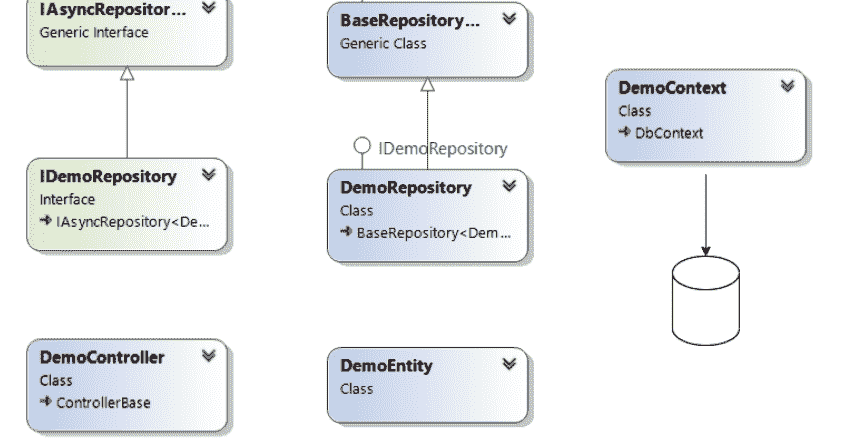 IAsyncRepositor...
Generic Interface
BaseRepository...
Generic Class
DemoContext
Class
DbContext
IDemoRepository
IDemoRepository
Interface
IAsyncRepository<De...
DemoRepository
Class
BaseRepository<Dem...
DemoController
Class
ControllerBase
DemoEntity
Class